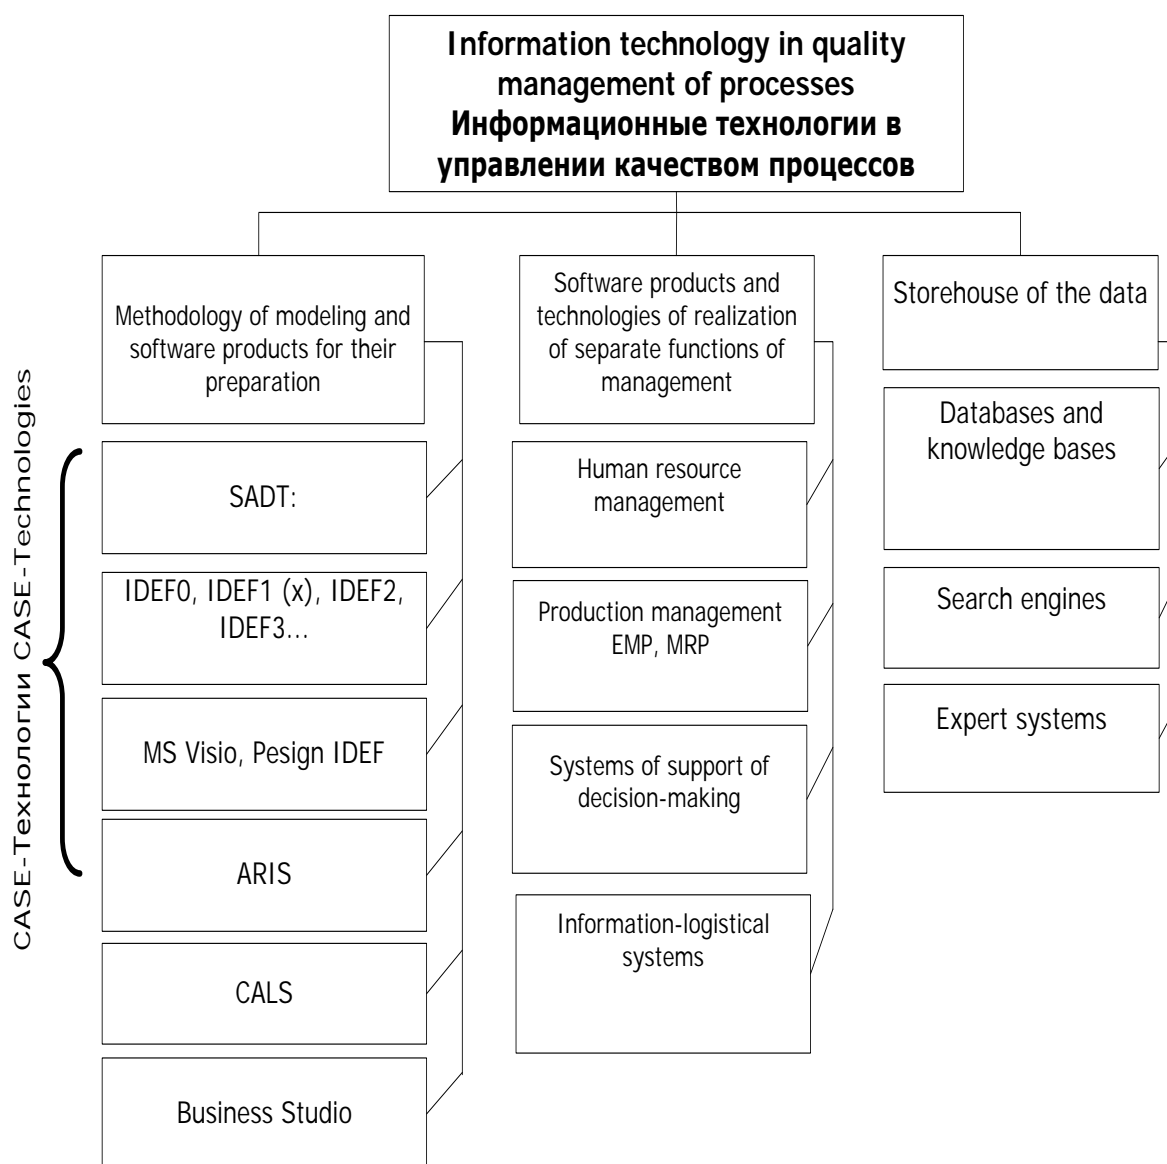 Information technology in quality
management of processes
Информационные технологии в
управлении качеством процессов
Methodology of modeling and
software products for their
preparation
SADT:
IDEF0, IDEF1 (x), IDEF2,
IDEF3...
MS Visio, Pesign IDEF
ARIS
CALS
Business Studio
CASE-Технологии CASE-Technologies
Software products and
technologies of realization
of separate functions of
management
Human resource
management
Production management
EMP, MRP
Systems of support of
decision-making
Information-logistical
systems
Storehouse of the data
Databases and
knowledge bases
Search engines
Expert systems